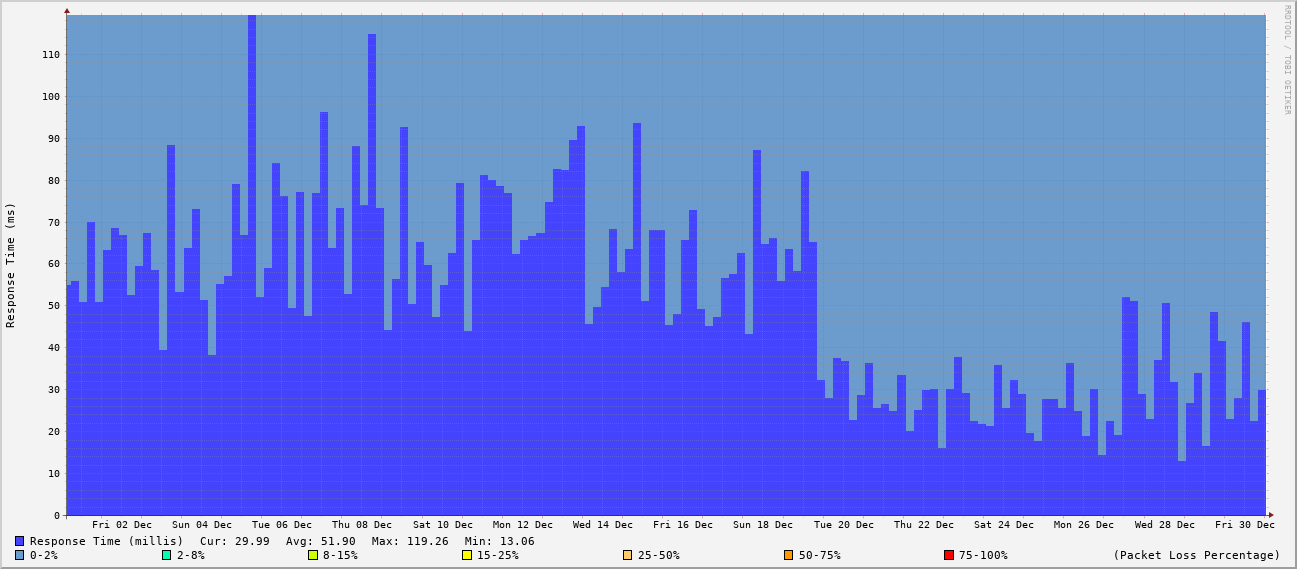 RRDTOOL / TOBI OETIKER
Response Time (ms)
110
100
90
80
70
60
50
40
30
20
10
0
Fri 02 Dec Sun 04 Dec Tue 06 Dec Thu 08 Dec Sat 10 Dec Mon 12 Dec Wed 14 Dec Fri 16 Dec Sun 18 Dec Tue 20 Dec Thu 22 Dec Sat 24 Dec Mon 26 Dec Wed 28 Dec Fri 30 Dec
Response Time (millis) Cur: 29.99 Avg: 51.90 Max: 119.26 Min: 13.06
0-2% 2-8% 8-15% 15-25% 25-50% 50-75% 75-100% (Packet Loss Percentage)